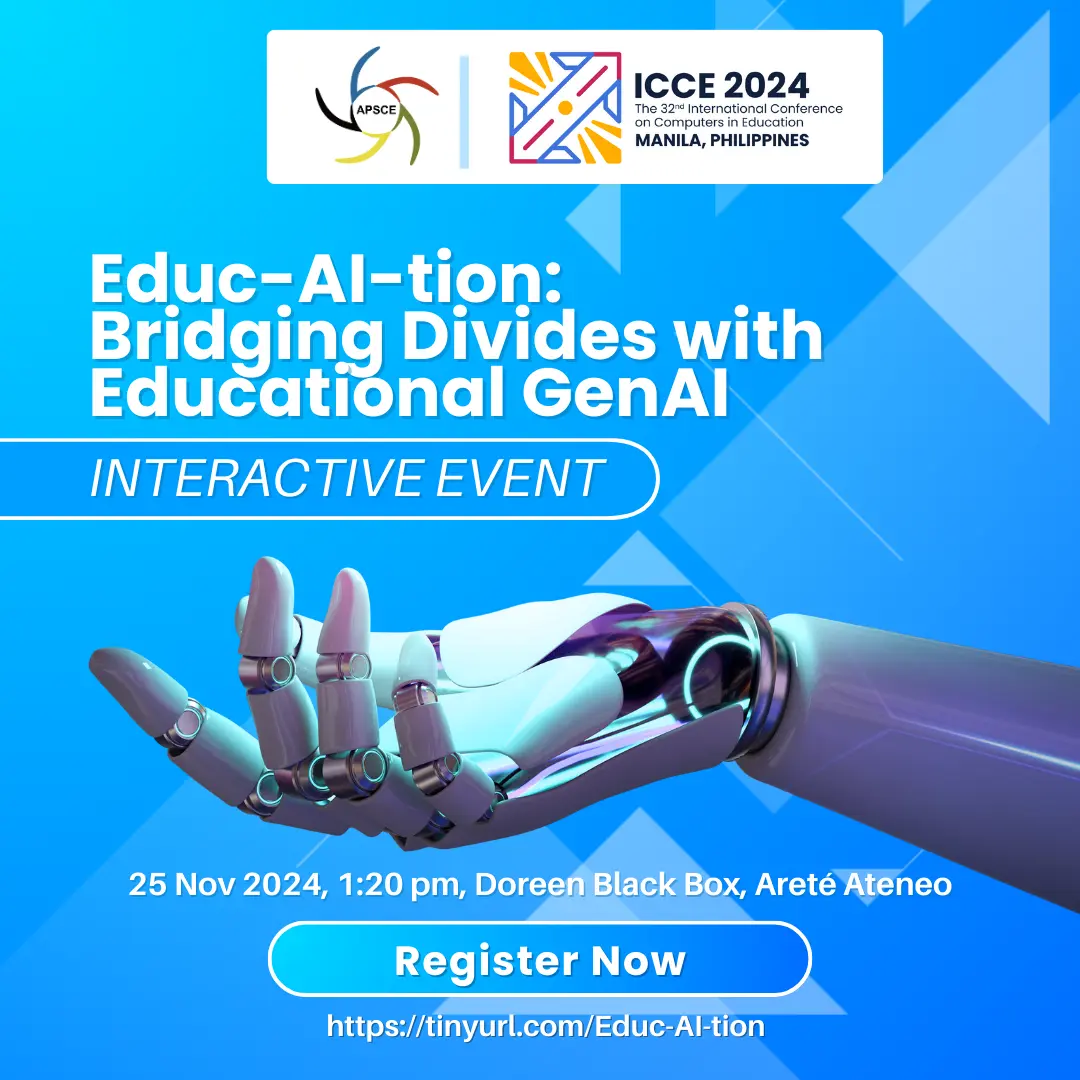 APSCE
ICCE 2024
The 32nd International Conference
on Computers in Education
MANILA, PHILIPPINES
Educ-AI-tion:
Bridging Divides with
Educational GenAI
INTERACTIVE EVENT
25 Nov 2024, 1:20 pm, Doreen Black Box, Areté Ateneo
Register Now
https://tinyurl.com/Educ-AI-tion